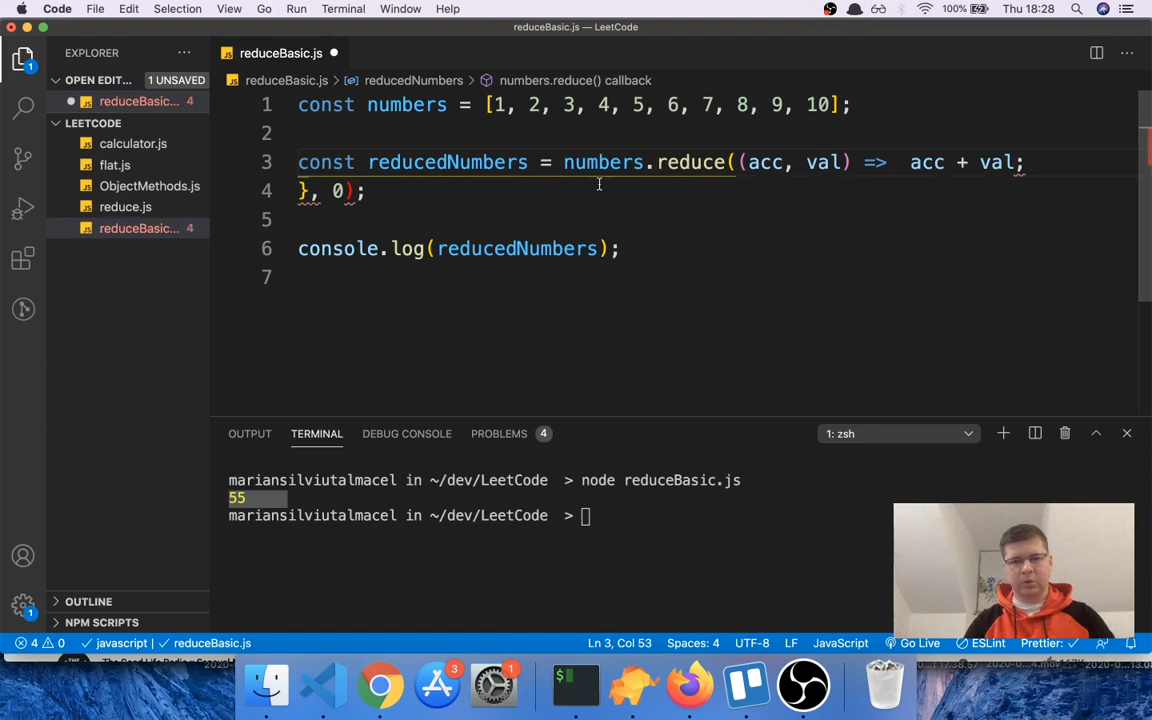 Code File Edit Selection View Go Run Terminal Window Help 100% Thu 18:28
reduceBasic.js — LeetCode
EXPLORER ···
reduceBasic.js ●
OPEN EDIT... 1 UNSAVED
reduceBasic... 4
LEETCODE
calculator.js
flat.js
ObjectMethods.js
reduce.js
reduceBasic... 4
OUTLINE
NPM SCRIPTS
reduceBasic.js > reducedNumbers > numbers.reduce() callback
1 const numbers = [1, 2, 3, 4, 5, 6, 7, 8, 9, 10];
2
3 const reducedNumbers = numbers.reduce((acc, val) =>  acc + val;
4 }, 0);
5
6 console.log(reducedNumbers);
7
OUTPUT TERMINAL DEBUG CONSOLE PROBLEMS 4 1: zsh
mariansilviutalmacel in ~/dev/LeetCode > node reduceBasic.js
55
mariansilviutalmacel in ~/dev/LeetCode >
1
1
4 0 javascript | reduceBasic.js Ln 3, Col 53 Spaces: 4 UTF-8 LF JavaScript Go Live ESLint Prettier: ✓
3
1